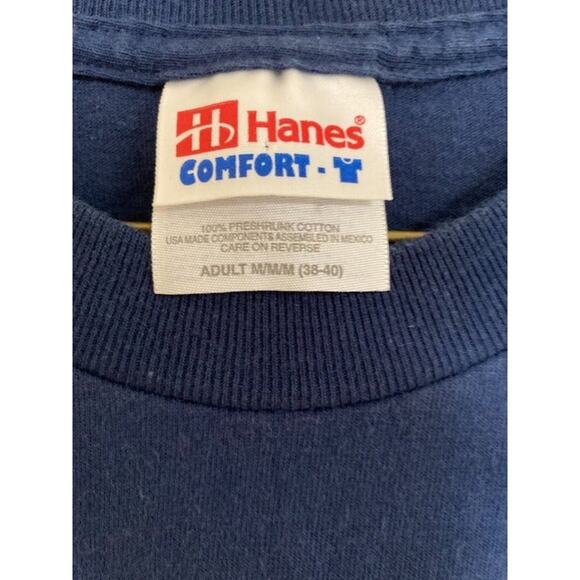 H Hanes®
COMFORT -
100% PRESHRUNK COTTON
USA MADE COMPONENTS ASSEMBLED IN MEXICO
CARE ON REVERSE
ADULT M/M/M (38-40)